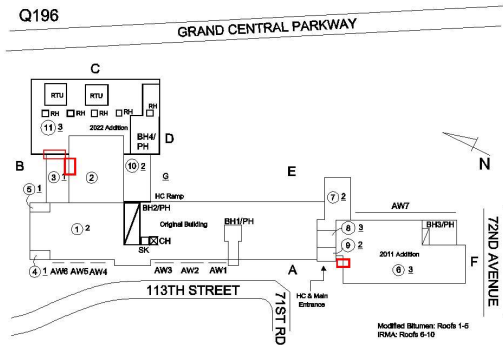 Q196
GRAND CENTRAL PARKWAY
C
RTU
RTU
RH
RH
RH
RH
RH
11 3
2022 Addition
BH4/
PH
D
N
B
3 1
2
10 2
G
E
5 1
HC Ramp
7 2
BH2/PH
AW7
1 2
Original Building
BH1/PH
8 3
BH3/PH
9 2
2011 Addition
SK
CH
72ND AVENUE
4 1
AW6 AW5 AW4
AW3 AW2 AW1
A
6 3
F
113TH STREET
71ST RD
HC & Main
Entrance
Modified Bitumen: Roofs 1-5
IRMA: Roofs 6-10